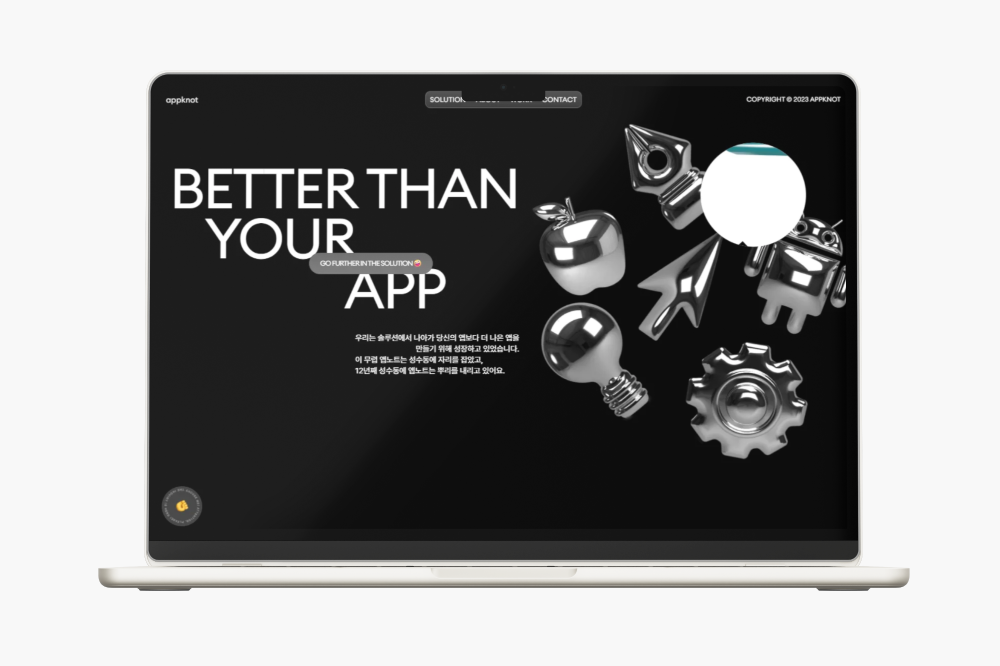 appknot
SOLUTION
CONTACT
COPYRIGHT © 2023 APPKNOT
BETTER THAN
YOUR
GO FURTHER IN THE SOLUTION
APP
우리는 솔루션에서 나아가 당신의 앱보다 더 나은 앱을
만들기 위해 성장하고 있었습니다.
이 무렵 앱노트는 성수동에 자리를 잡았고,
12년째 성수동에 앱노트는 뿌리를 내리고 있어요.